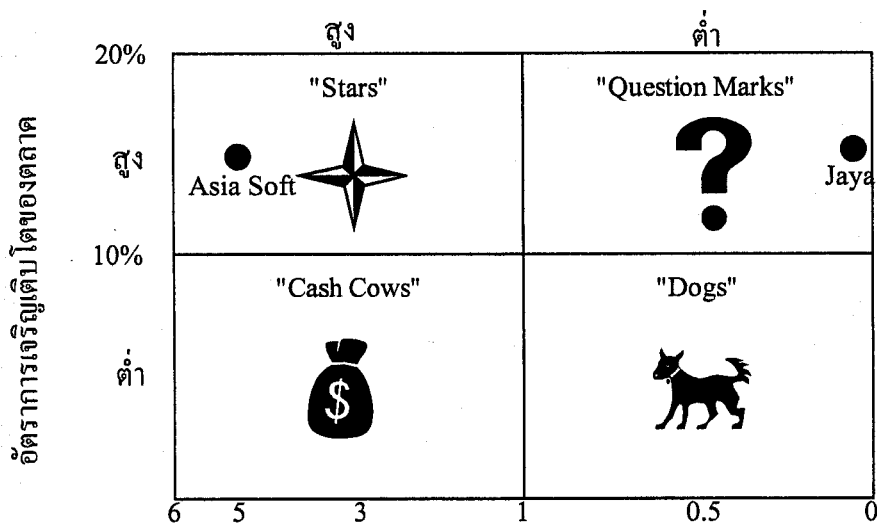 สูง ต่ำ
20%
"Stars" "Question Marks"
สูง
Asia Soft Jaya
อัตราการเจริญเติบโตของตลาด
10%
"Cash Cows" "Dogs"
ต่ำ
$
6 5 3 1 0.5 0